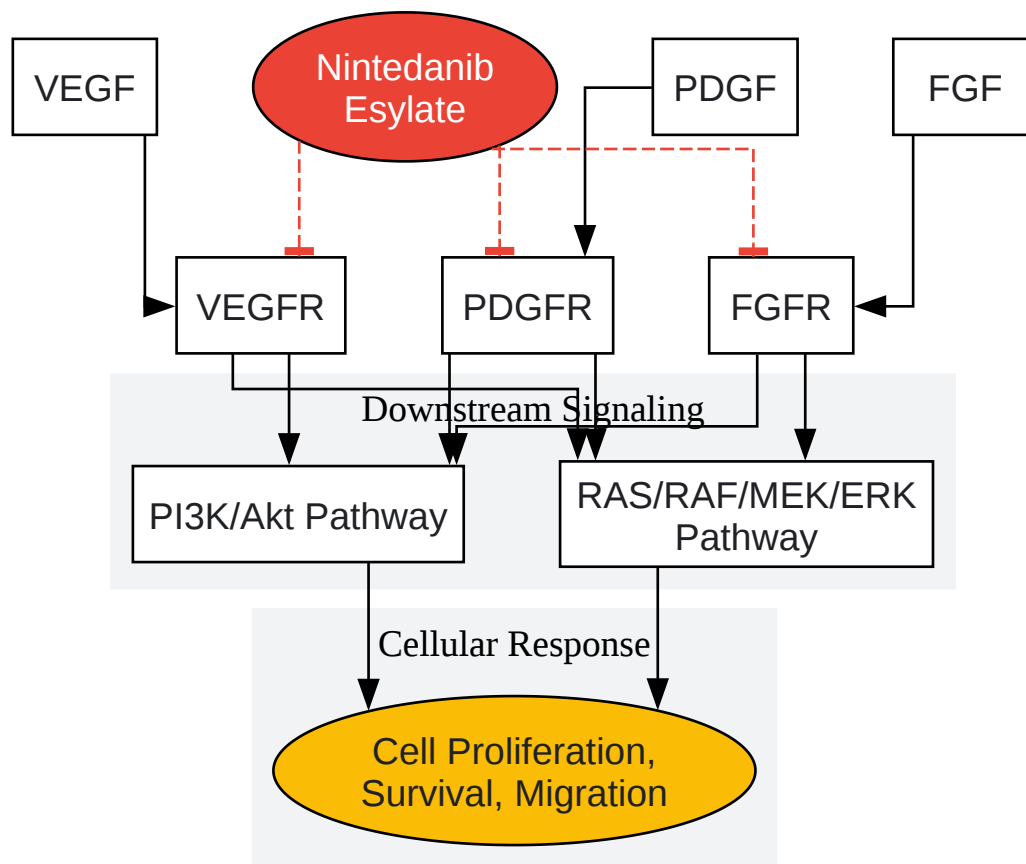 VEGF
Nintedanib
Esylate
PDGF
FGF
VEGFR
PDGFR
FGFR
Downstream Signaling
PI3K/Akt Pathway
RAS/RAF/MEK/ERK
Pathway
Cellular Response
Cell Proliferation,
Survival, Migration